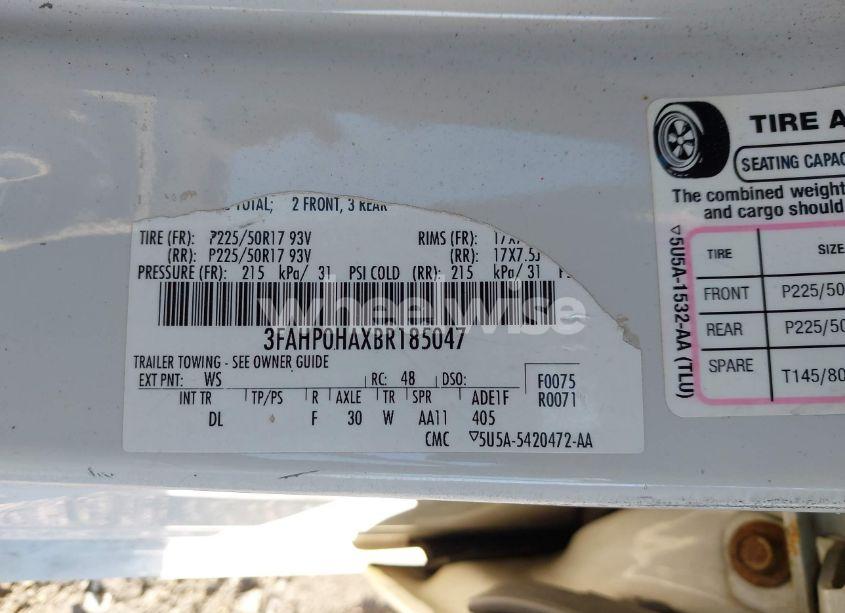 TOTAL; 2 FRONT, 3 REAR
TIRE (FR): P225/50R17 93V RIMS (FR): 17X7.
(RR): P225/50R17 93V (RR): 17X7.5J
PRESSURE (FR): 215 kPa/ 31 PSI COLD (RR): 215 kPa/31 P
wheelwise
3FAHP0HAXBR185047
TRAILER TOWING - SEE OWNER GUIDE
EXT PNT: WS RC: 48 DSO: F0075
R0071
INT TR TP/PS R AXLE TR SPR ADE1F
DL F 30 W AA11 405
CMC ▽5U5A-5420472-AA
TIRE A
SEATING CAPAC
The combined weight
and cargo should
TIRE SIZE
FRONT P225/50
REAR P225/50
SPARE T145/80
▽5U5A-1532-AA (TLU)